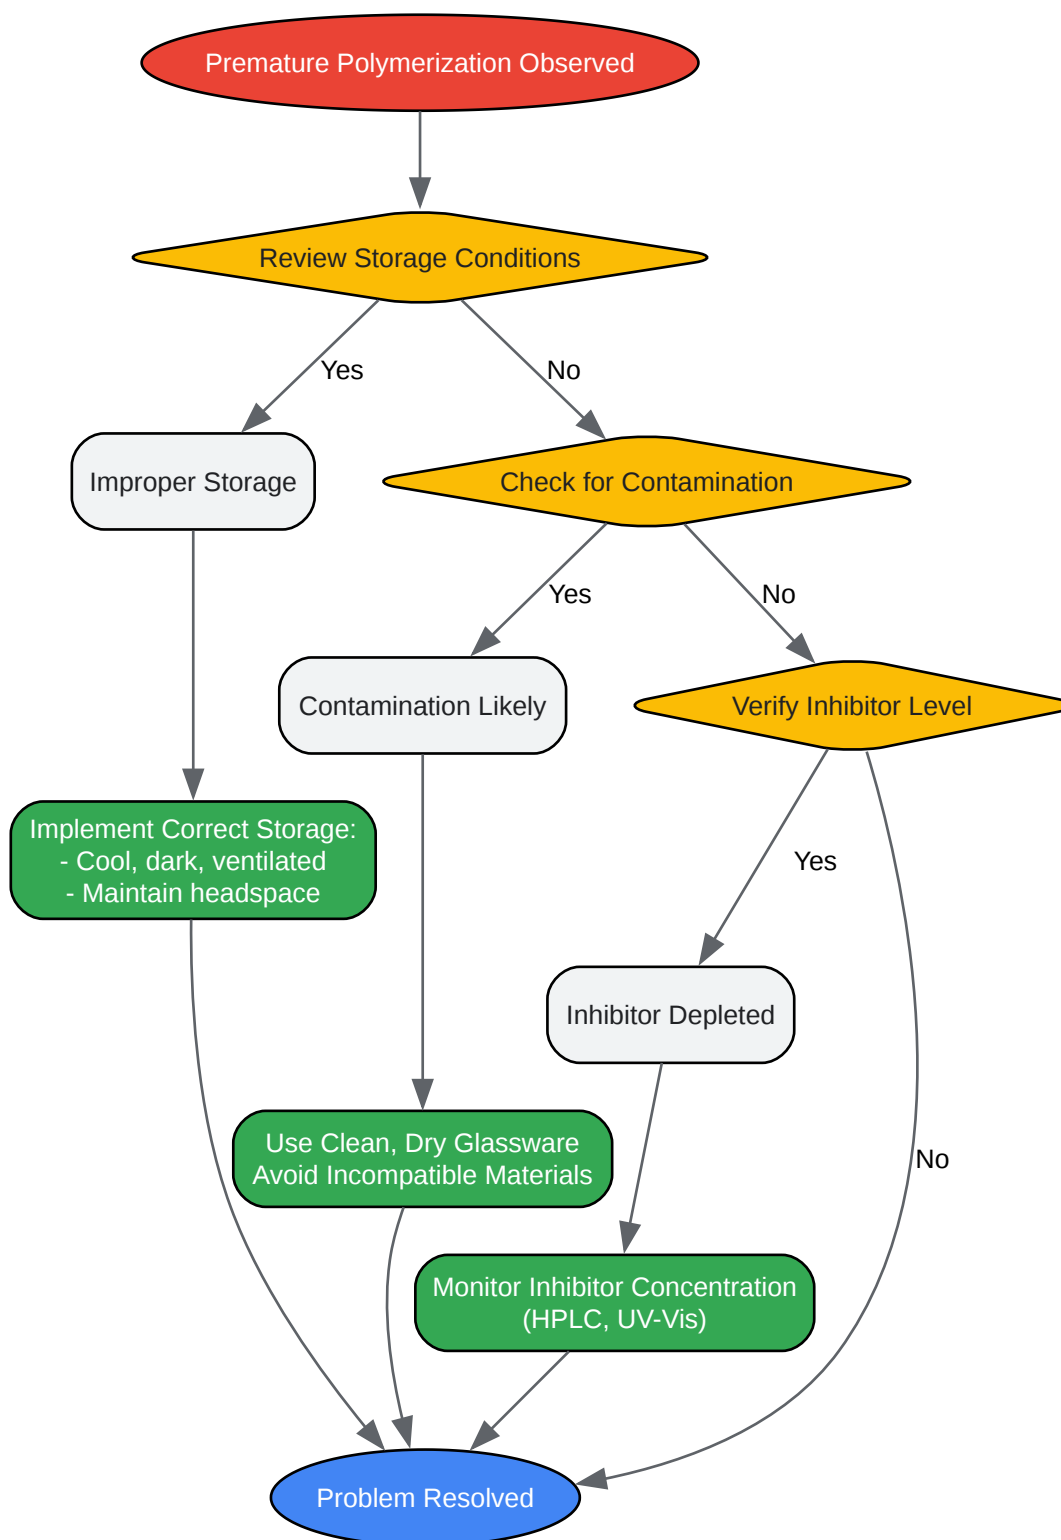 Premature Polymerization Observed
Review Storage Conditions
Yes
No
Improper Storage
Check for Contamination
Yes
No
Contamination Likely
Verify Inhibitor Level
Implement Correct Storage:
- Cool, dark, ventilated
- Maintain headspace
Yes
Inhibitor Depleted
Use Clean, Dry Glassware
Avoid Incompatible Materials
No
Monitor Inhibitor Concentration
(HPLC, UV-Vis)
Problem Resolved